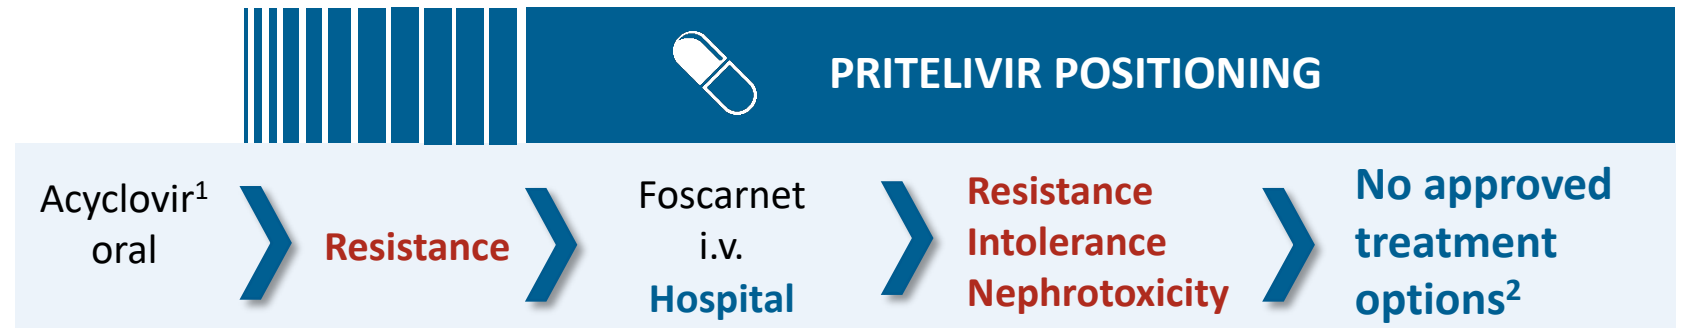 PRITELIVIR POSITIONING
Acyclovir¹
oral
Resistance
Foscarnet
i.v.
Hospital
Resistance
Intolerance
Nephrotoxicity
No approved
treatment
options²